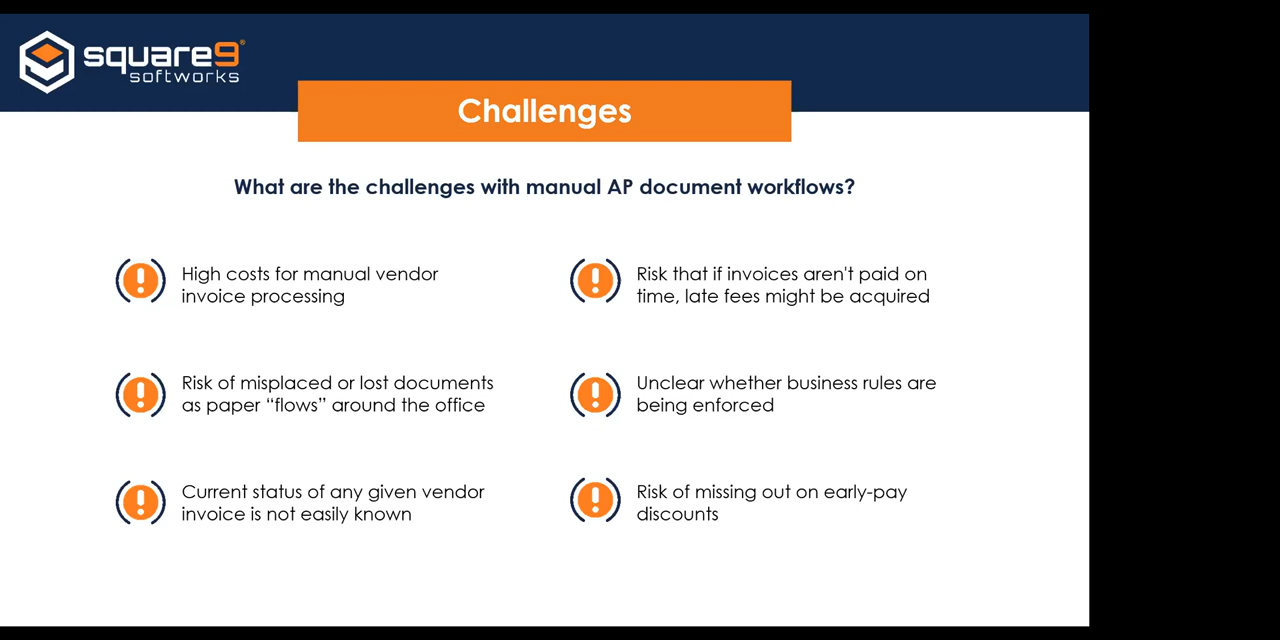 square9®
softworks
Challenges
What are the challenges with manual AP document workflows?
High costs for manual vendor
invoice processing
Risk of misplaced or lost documents
as paper “flows” around the office
Current status of any given vendor
invoice is not easily known
Risk that if invoices aren't paid on
time, late fees might be acquired
Unclear whether business rules are
being enforced
Risk of missing out on early-pay
discounts